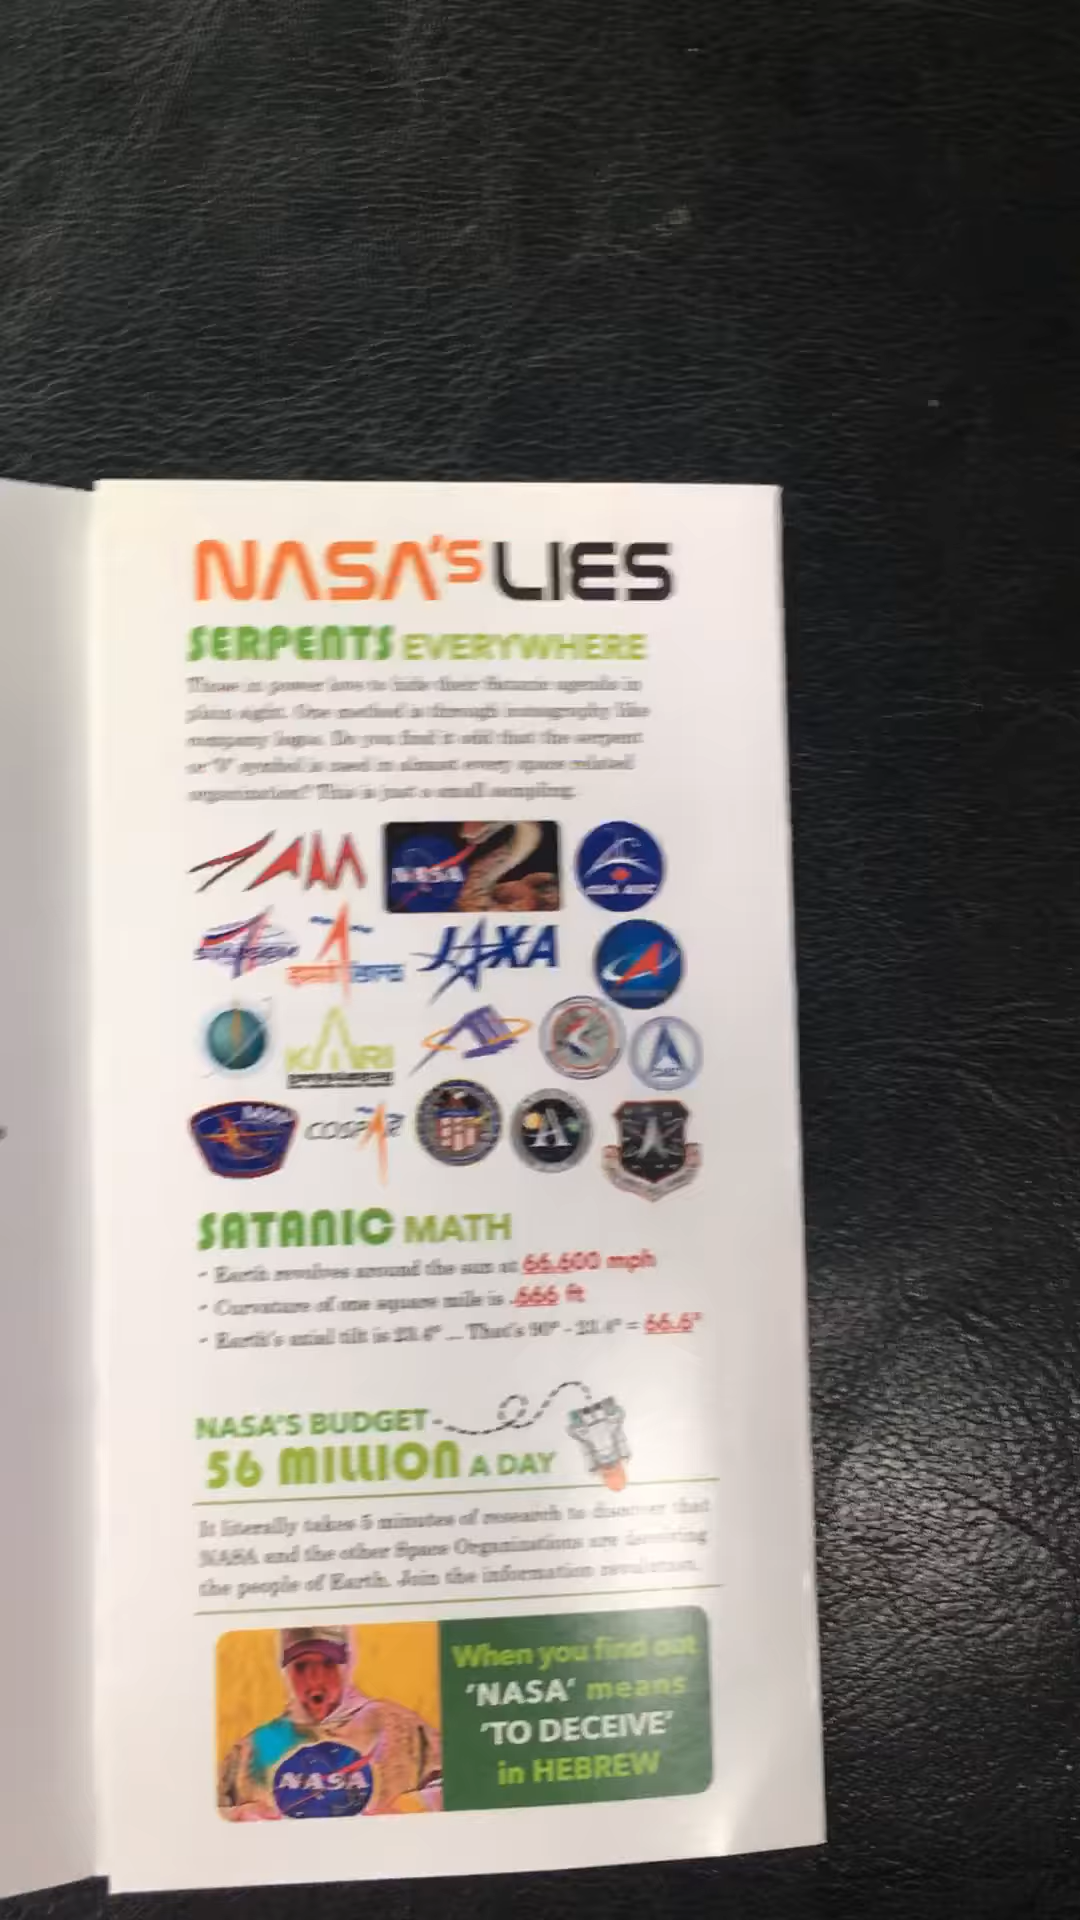 NASA'S LIES
SERPENTS EVERYWHERE
Those in power love to hide their Satanic agenda in
plain sight. One method is through iconography like
company logos. Do you find it odd that the serpent
or 'V' symbol is used in almost every space related
organization? This is just a small sampling.
NASA
JAXA
KARI
COSPAR
SATANIC MATH
• Earth revolves around the sun at 66,600 mph
• Curvature of one square mile is .666 ft
• Earth's axial tilt is 23.4° ... That's 90° - 23.4° = 66.6°
NASA'S BUDGET
56 MILLION A DAY
It literally takes 5 minutes of research to discover that
NASA and the other Space Organizations are deceiving
the people of Earth. Join the information revolution.
When you find out
'NASA' means
'TO DECEIVE'
in HEBREW
NASA